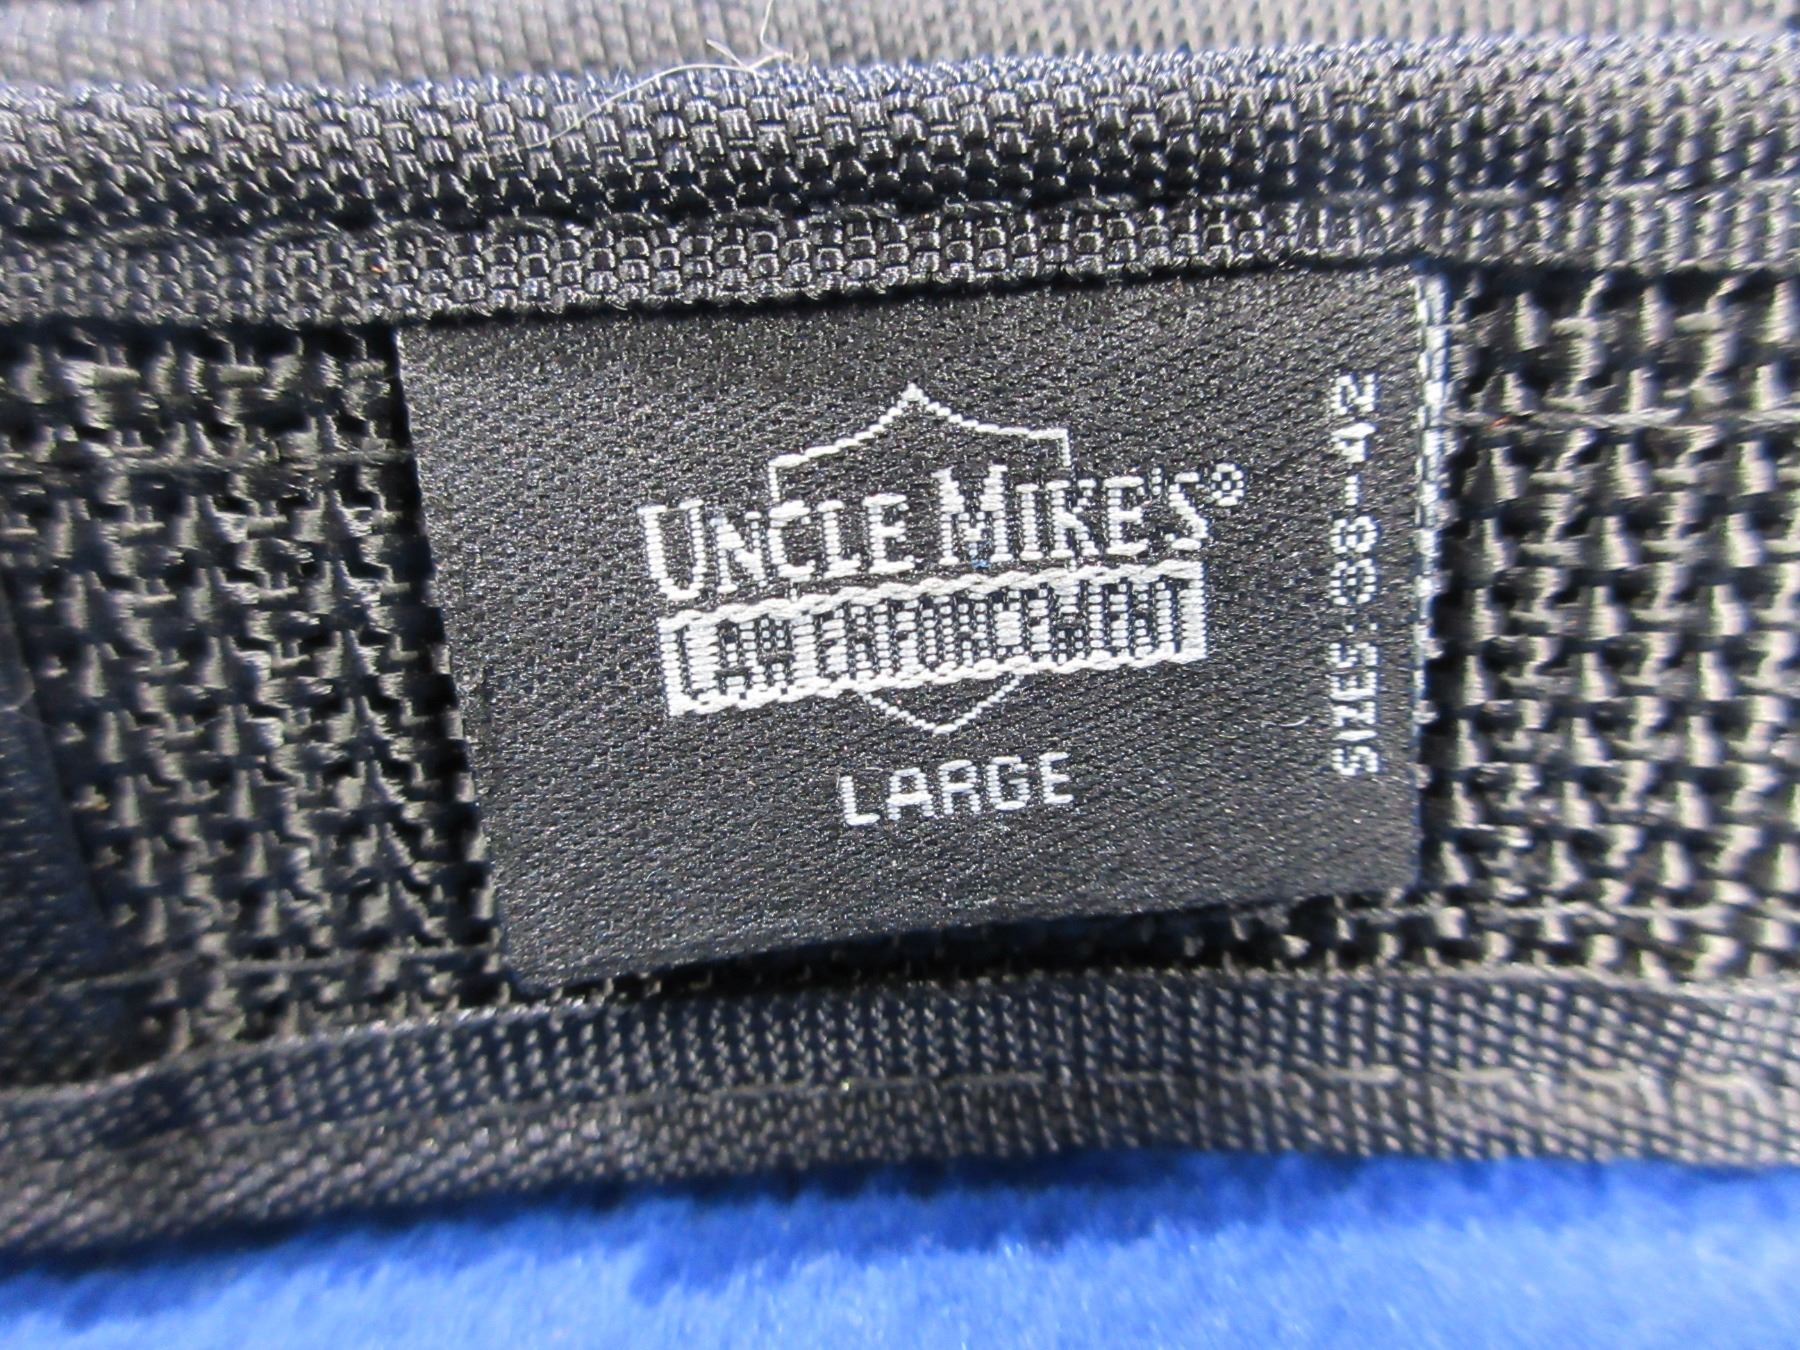 UNCLE MIKE'S®
LAW ENFORCEMENT
LARGE
SIZES: 38-42